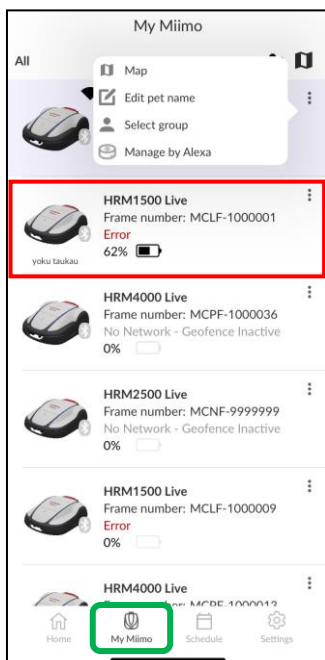 My Miimo
All
Map
Edit pet name
Select group
Manage by Alexa
HRM1500 Live
Frame number: MCLF-1000001
Error
62%
yoku taukau
HRM4000 Live
Frame number: MCPF-1000036
No Network - Geofence Inactive
0%
HRM2500 Live
Frame number: MCNF-9999999
No Network - Geofence Inactive
0%
HRM1500 Live
Frame number: MCLF-1000009
Error
0%
HRM4000 Live
Home
My Miimo
Schedule
Settings